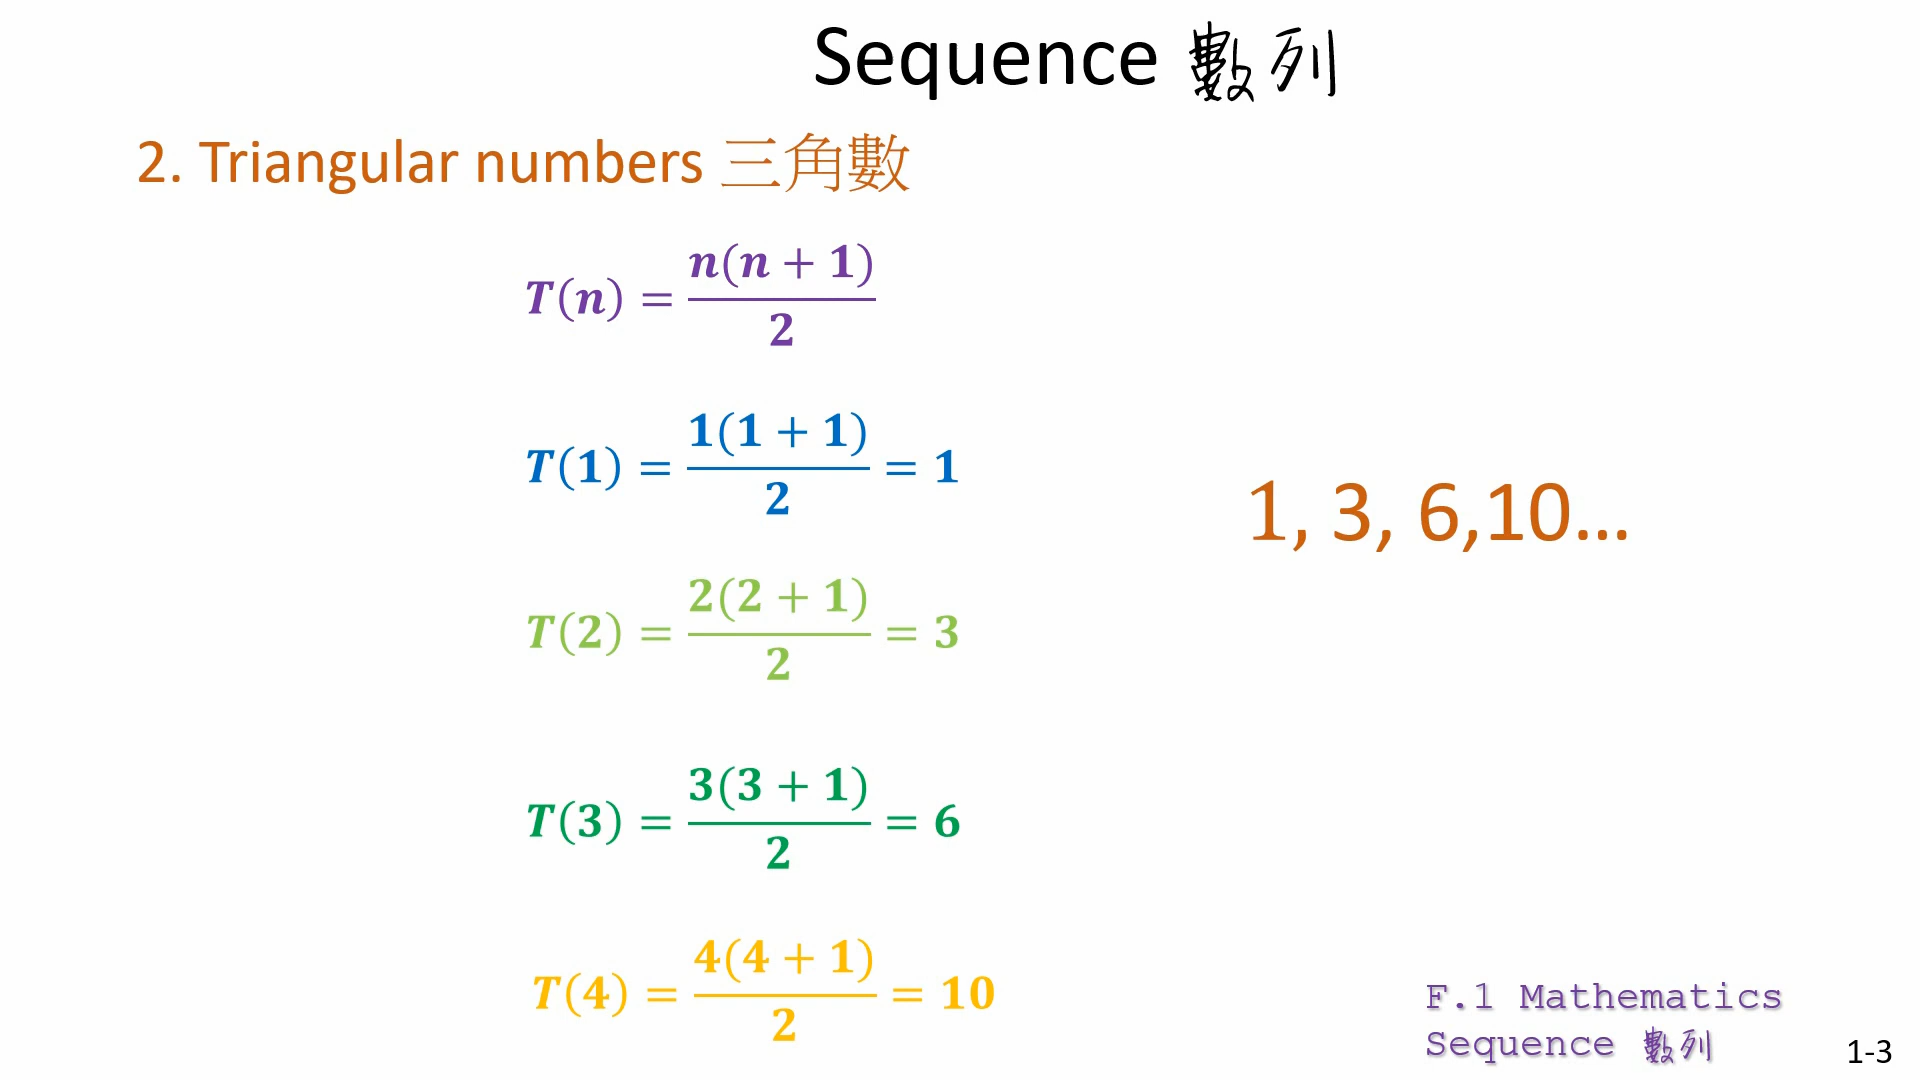 Sequence 數列
2. Triangular numbers 三角數
T(n) = n(n + 1)/2
T(1) = 1(1 + 1)/2 = 1
1, 3, 6,10...
T(2) = 2(2 + 1)/2 = 3
T(3) = 3(3 + 1)/2 = 6
T(4) = 4(4 + 1)/2 = 10
F.1 Mathematics
Sequence 數列
1-3